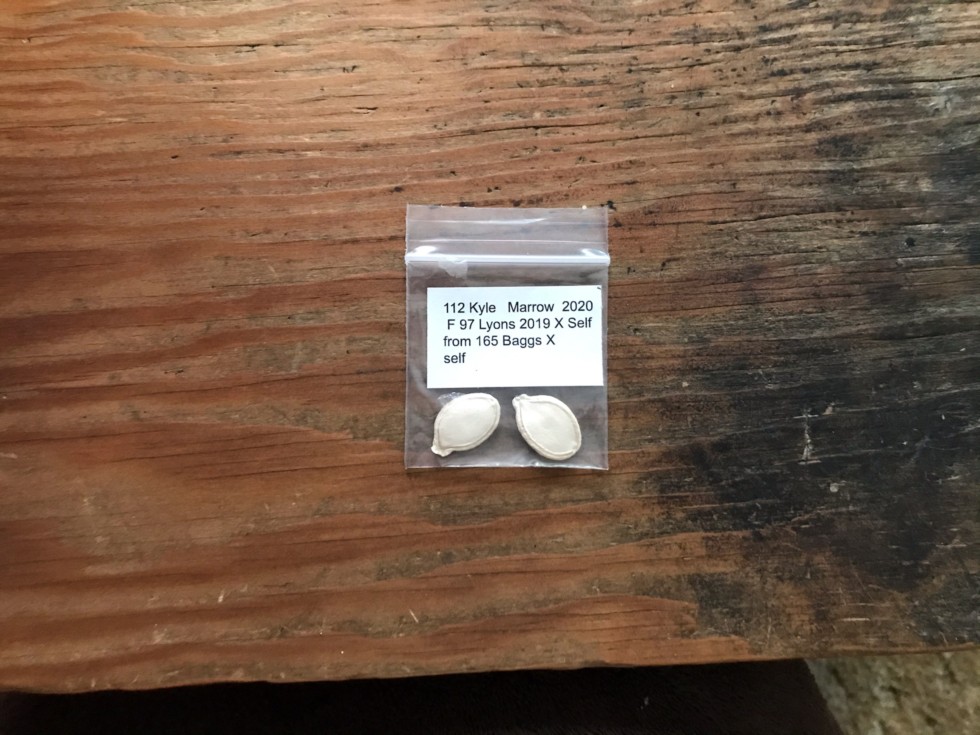 112 Kyle Marrow 2020
F 97 Lyons 2019 X Self
from 165 Baggs X
self